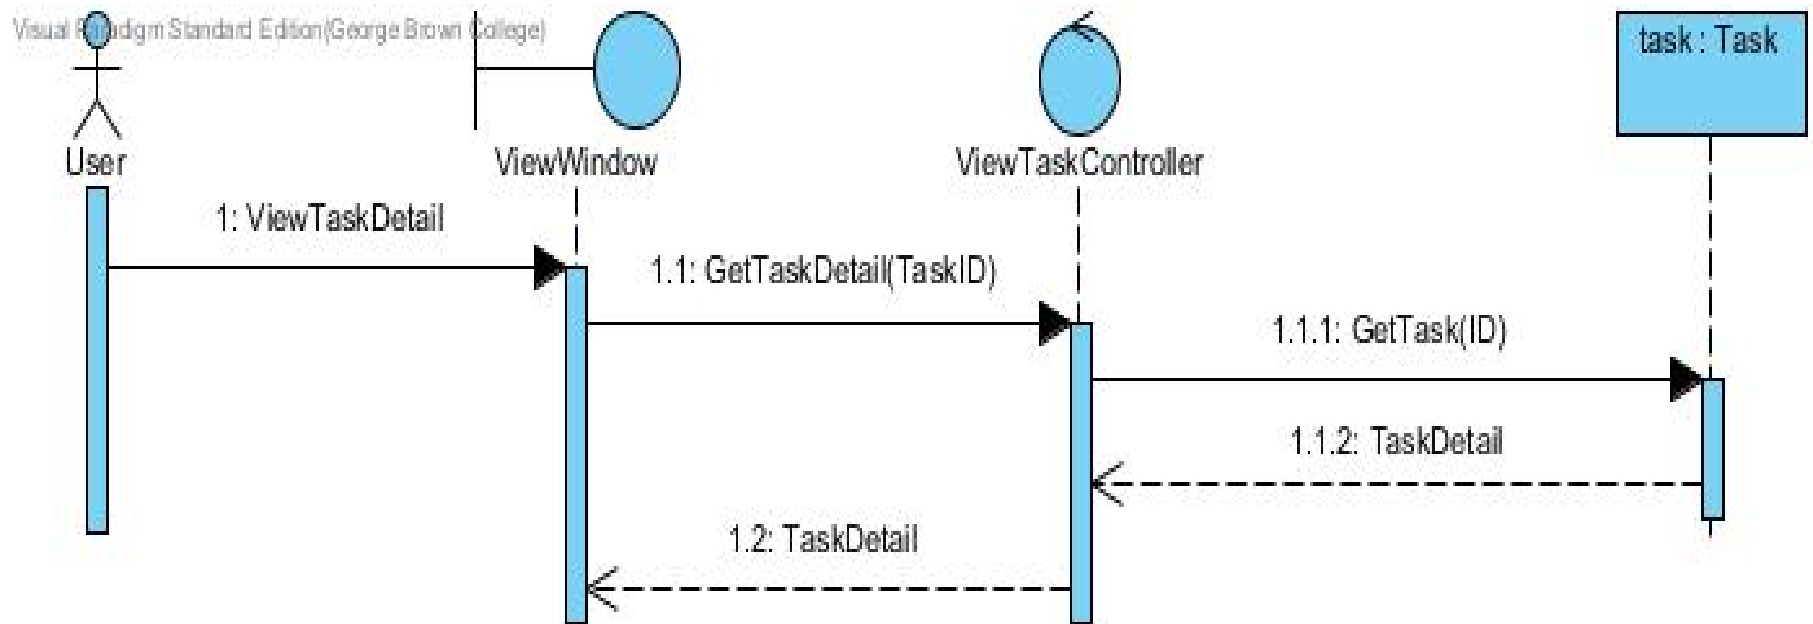 Visual Paradigm Standard Edition(George Brown College)
task : Task
User
ViewWindow
ViewTaskController
1: ViewTaskDetail
1.1: GetTaskDetail(TaskID)
1.1.1: GetTask(ID)
1.1.2: TaskDetail
1.2: TaskDetail